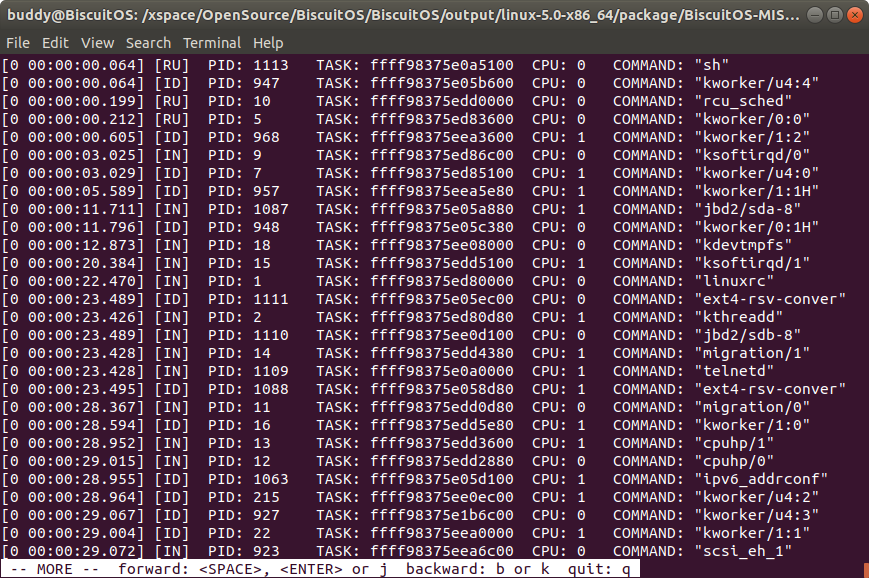 buddy@BiscuitOS: /xspace/OpenSource/BiscuitOS/BiscuitOS/output/linux-5.0-x86_64/package/BiscuitOS-MIS...
File Edit View Search Terminal Help
[0 00:00:00.064] [RU] PID: 1113 TASK: ffff98375e0a5100 CPU: 0 COMMAND: "sh"
[0 00:00:00.064] [ID] PID: 947 TASK: ffff98375e05b600 CPU: 0 COMMAND: "kworker/u4:4"
[0 00:00:00.199] [RU] PID: 10 TASK: ffff98375edd0000 CPU: 0 COMMAND: "rcu_sched"
[0 00:00:00.212] [RU] PID: 5 TASK: ffff98375ed83600 CPU: 0 COMMAND: "kworker/0:0"
[0 00:00:00.605] [ID] PID: 968 TASK: ffff98375eea3600 CPU: 1 COMMAND: "kworker/1:2"
[0 00:00:03.025] [IN] PID: 9 TASK: ffff98375ed86c00 CPU: 0 COMMAND: "ksoftirqd/0"
[0 00:00:03.029] [ID] PID: 7 TASK: ffff98375ed85100 CPU: 1 COMMAND: "kworker/u4:0"
[0 00:00:05.589] [ID] PID: 957 TASK: ffff98375eea5e80 CPU: 1 COMMAND: "kworker/1:1H"
[0 00:00:11.711] [IN] PID: 1087 TASK: ffff98375e05a880 CPU: 1 COMMAND: "jbd2/sda-8"
[0 00:00:11.796] [ID] PID: 948 TASK: ffff98375e05c380 CPU: 0 COMMAND: "kworker/0:1H"
[0 00:00:12.873] [IN] PID: 18 TASK: ffff98375ee08000 CPU: 0 COMMAND: "kdevtmpfs"
[0 00:00:20.384] [IN] PID: 15 TASK: ffff98375edd5100 CPU: 1 COMMAND: "ksoftirqd/1"
[0 00:00:22.470] [IN] PID: 1 TASK: ffff98375ed80000 CPU: 0 COMMAND: "linuxrc"
[0 00:00:23.489] [ID] PID: 1111 TASK: ffff98375e05ec00 CPU: 0 COMMAND: "ext4-rsv-conver"
[0 00:00:23.426] [IN] PID: 2 TASK: ffff98375ed80d80 CPU: 1 COMMAND: "kthreadd"
[0 00:00:23.489] [IN] PID: 1110 TASK: ffff98375ee0d100 CPU: 0 COMMAND: "jbd2/sdb-8"
[0 00:00:23.428] [IN] PID: 14 TASK: ffff98375edd4380 CPU: 1 COMMAND: "migration/1"
[0 00:00:23.428] [IN] PID: 1109 TASK: ffff98375e0a0000 CPU: 1 COMMAND: "telnetd"
[0 00:00:23.495] [ID] PID: 1088 TASK: ffff98375e058d80 CPU: 1 COMMAND: "ext4-rsv-conver"
[0 00:00:28.367] [IN] PID: 11 TASK: ffff98375edd0d80 CPU: 0 COMMAND: "migration/0"
[0 00:00:28.594] [ID] PID: 16 TASK: ffff98375edd5e80 CPU: 1 COMMAND: "kworker/1:0"
[0 00:00:28.952] [IN] PID: 13 TASK: ffff98375edd3600 CPU: 1 COMMAND: "cpuhp/1"
[0 00:00:29.015] [IN] PID: 12 TASK: ffff98375edd2880 CPU: 0 COMMAND: "cpuhp/0"
[0 00:00:28.955] [ID] PID: 1063 TASK: ffff98375e05d100 CPU: 1 COMMAND: "ipv6_addrconf"
[0 00:00:28.964] [ID] PID: 215 TASK: ffff98375ee0ec00 CPU: 1 COMMAND: "kworker/u4:2"
[0 00:00:29.067] [ID] PID: 927 TASK: ffff98375e1b6c00 CPU: 0 COMMAND: "kworker/u4:3"
[0 00:00:29.004] [ID] PID: 22 TASK: ffff98375eea0000 CPU: 1 COMMAND: "kworker/1:1"
[0 00:00:29.072] [IN] PID: 923 TASK: ffff98375eea6c00 CPU: 0 COMMAND: "scsi_eh_1"
-- MORE -- forward: <SPACE>, <ENTER> or j backward: b or k quit: q